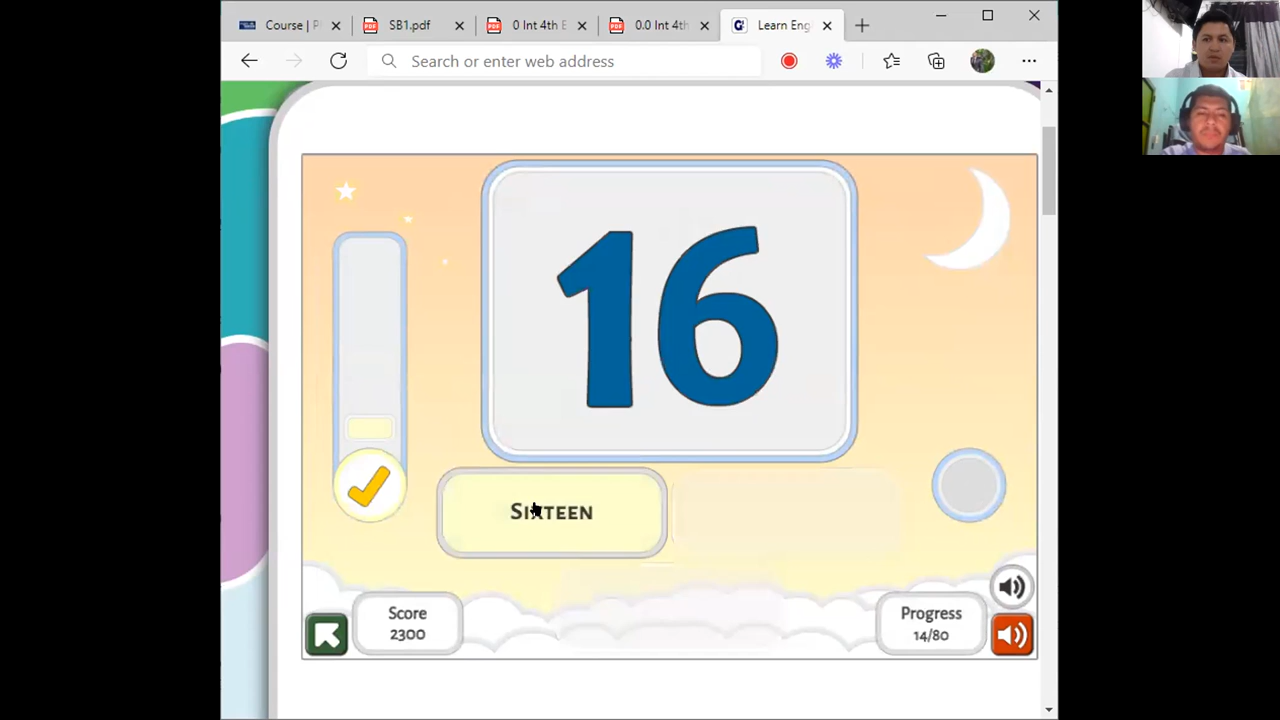 Course | P
SB1.pdf
0 Int 4th E
0.0 Int 4th
Learn Eng
Search or enter web address
16
SIXTEEN
Score
2300
Progress
14/80